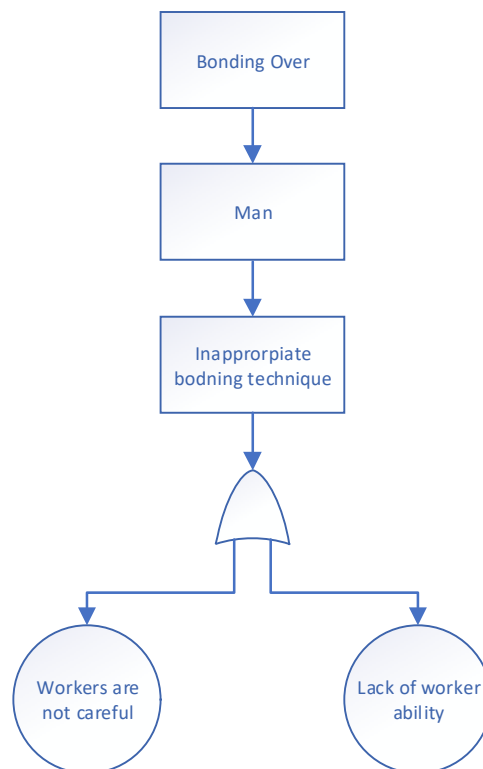 Bonding Over
Man
Inapprorpiate
bodning technique
Workers are
not careful
Lack of worker
ability